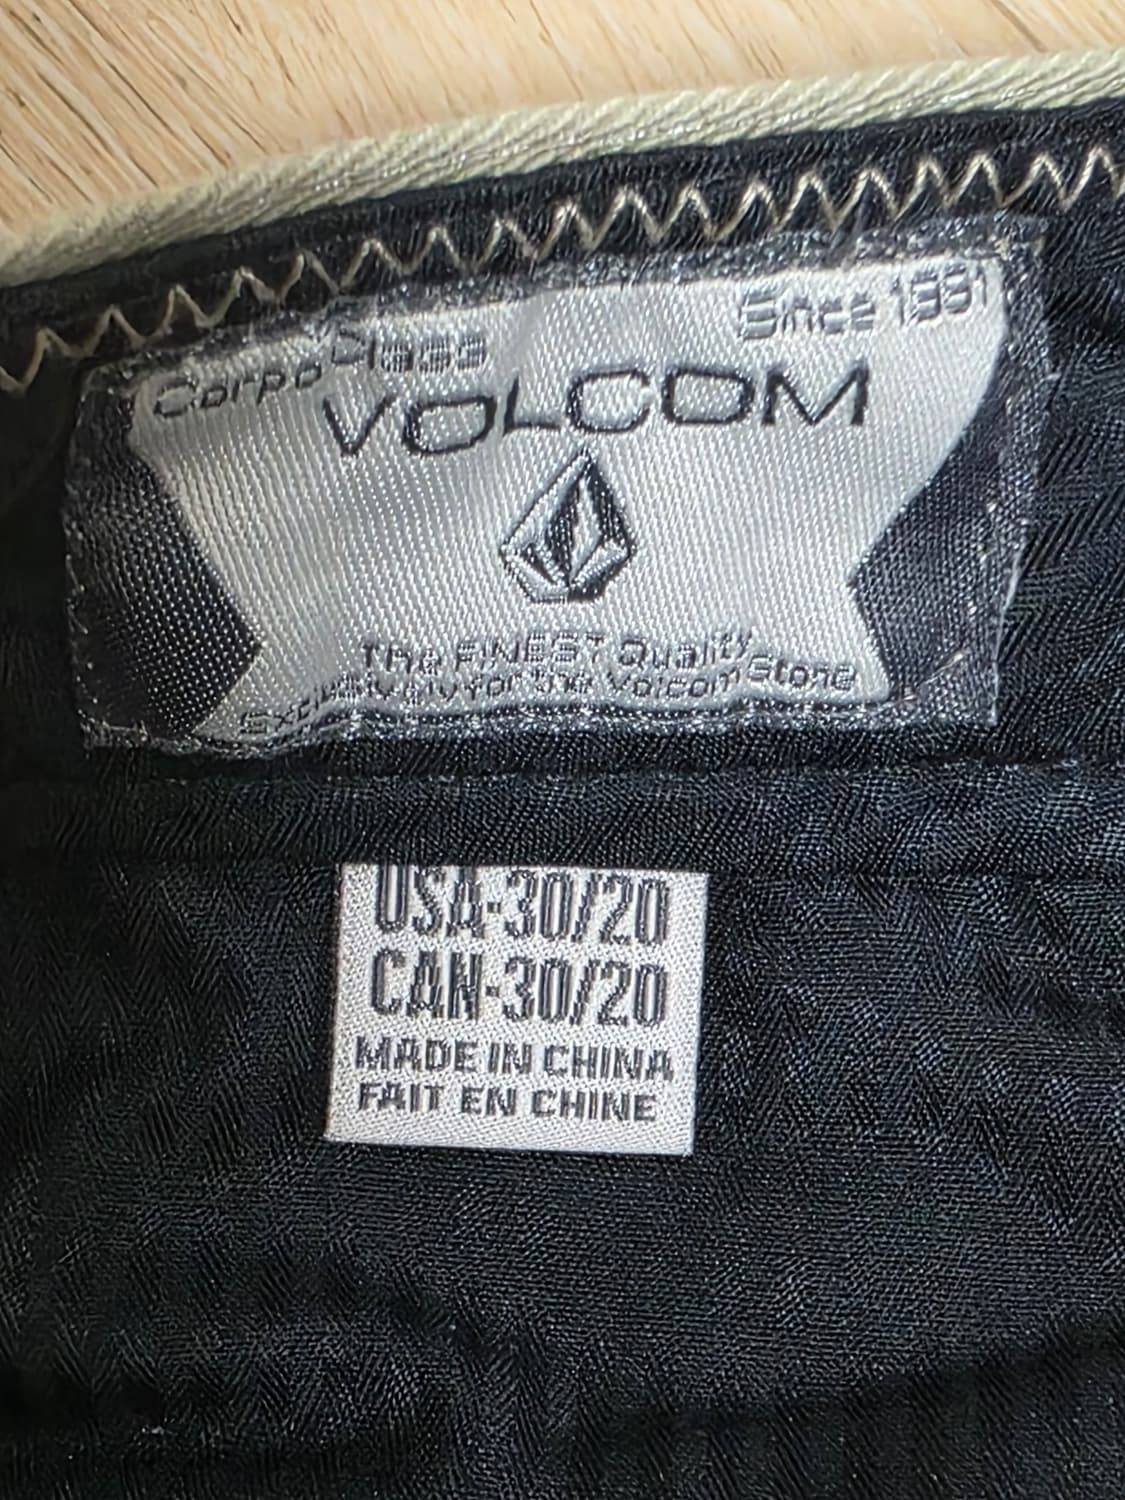 Corpo Class
Since 1991
VOLCOM
The FINEST Quality
Exclusively for the Volcom Stone
USA-30/20
CAN-30/20
MADE IN CHINA
FAIT EN CHINE